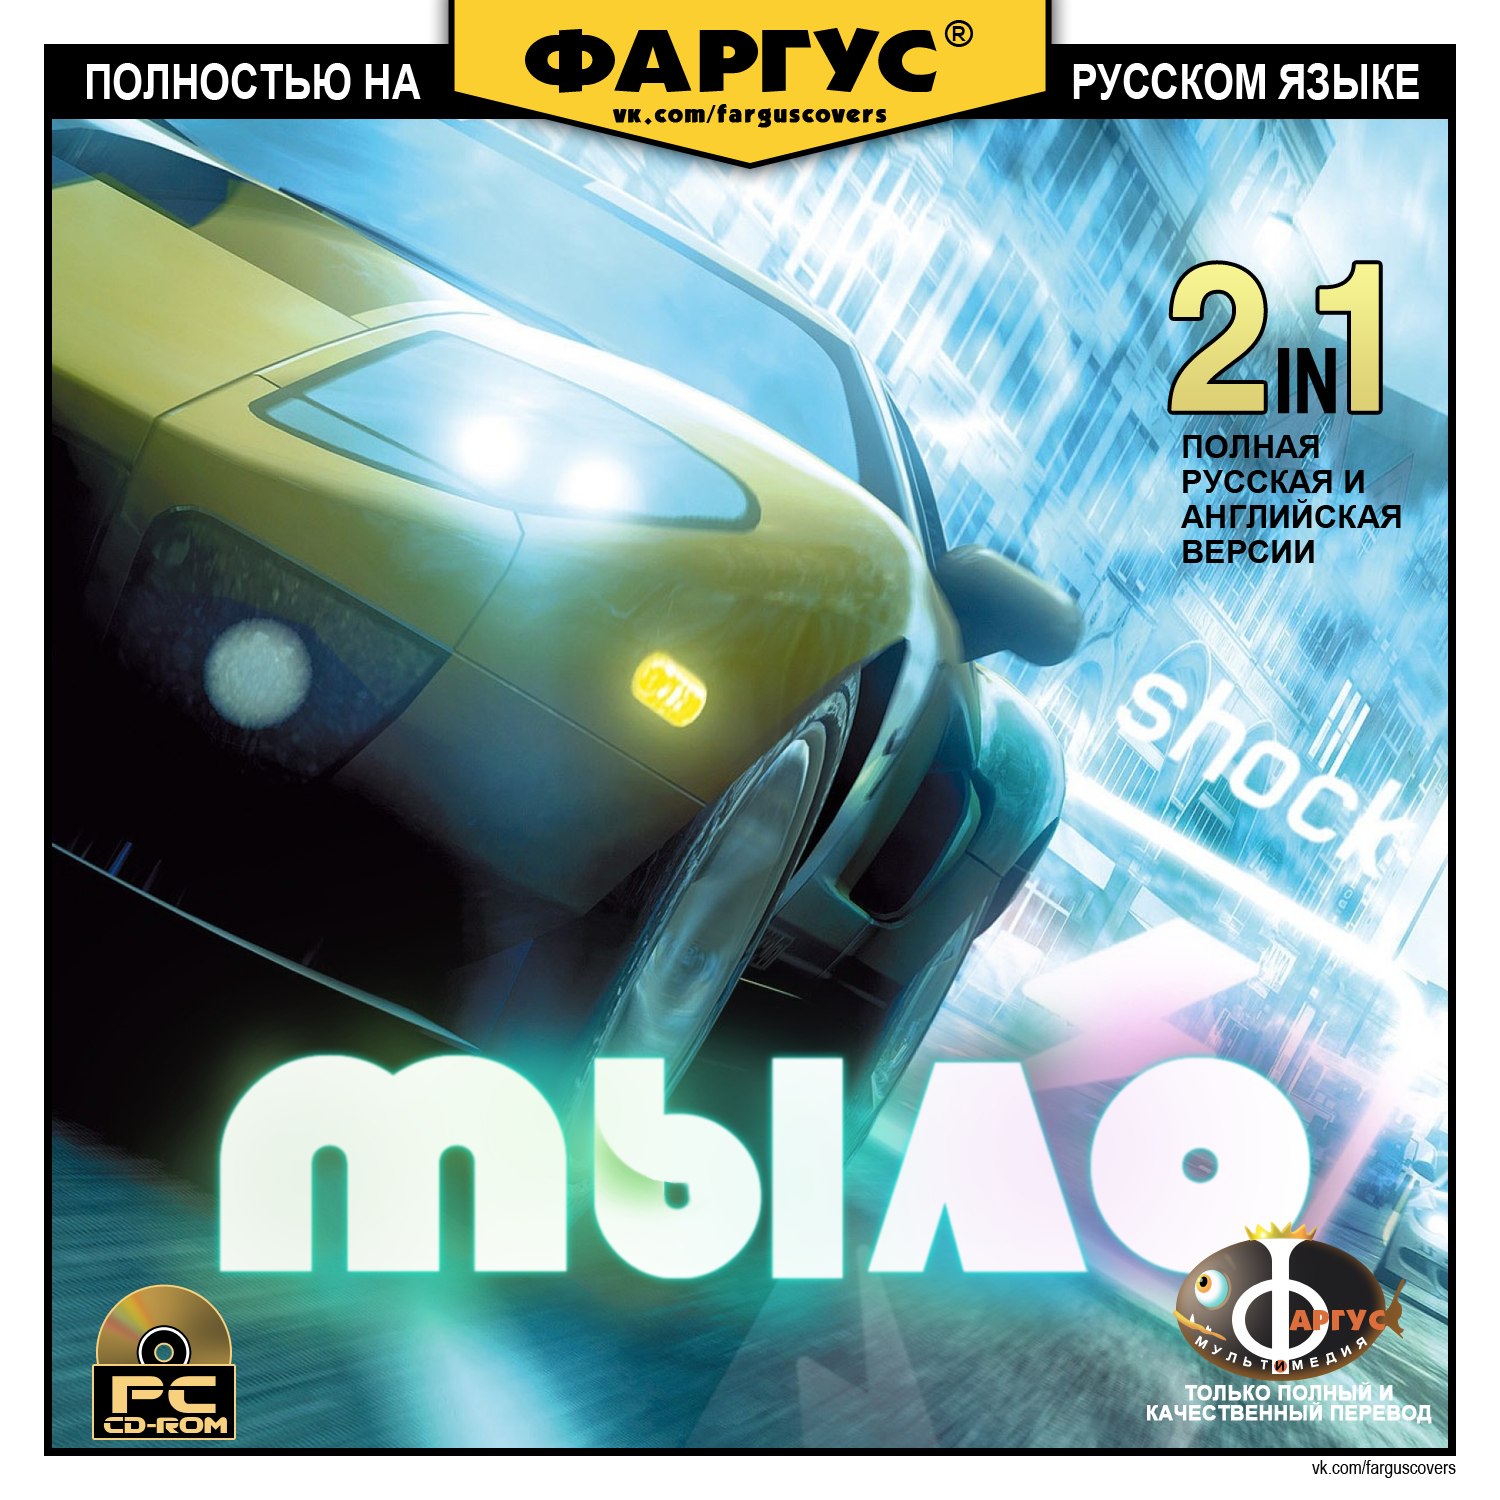 ФАРГУС®
vk.com/farguscovers
ПОЛНОСТЬЮ НА РУССКОМ ЯЗЫКЕ
2IN1
ПОЛНАЯ
РУССКАЯ И
АНГЛИЙСКАЯ
ВЕРСИИ
shock
мыло
PC
CD-ROM
ФАРГУС
МУЛЬТИМЕДИЯ
ТОЛЬКО ПОЛНЫЙ И
КАЧЕСТВЕННЫЙ ПЕРЕВОД
vk.com/farguscovers